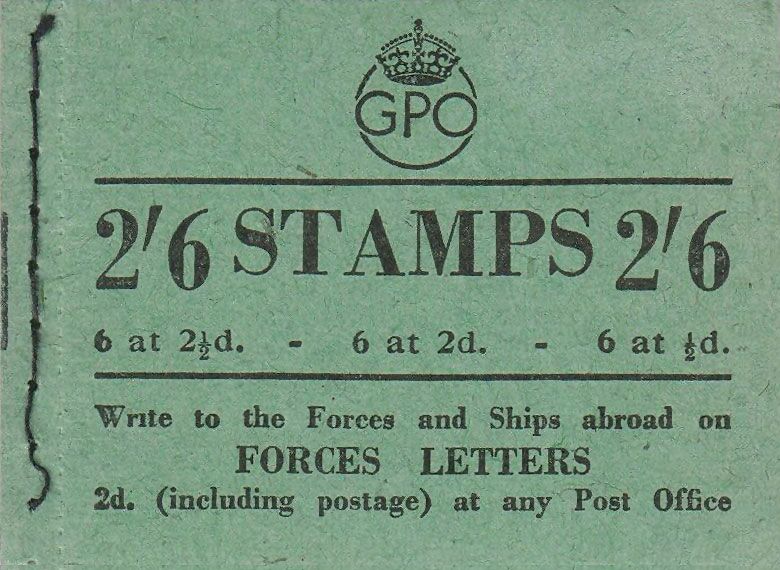 GPO
2'6 STAMPS 2'6
6 at 2½d. - 6 at 2d. - 6 at ½d.
Write to the Forces and Ships abroad on
FORCES LETTERS
2d. (including postage) at any Post Office